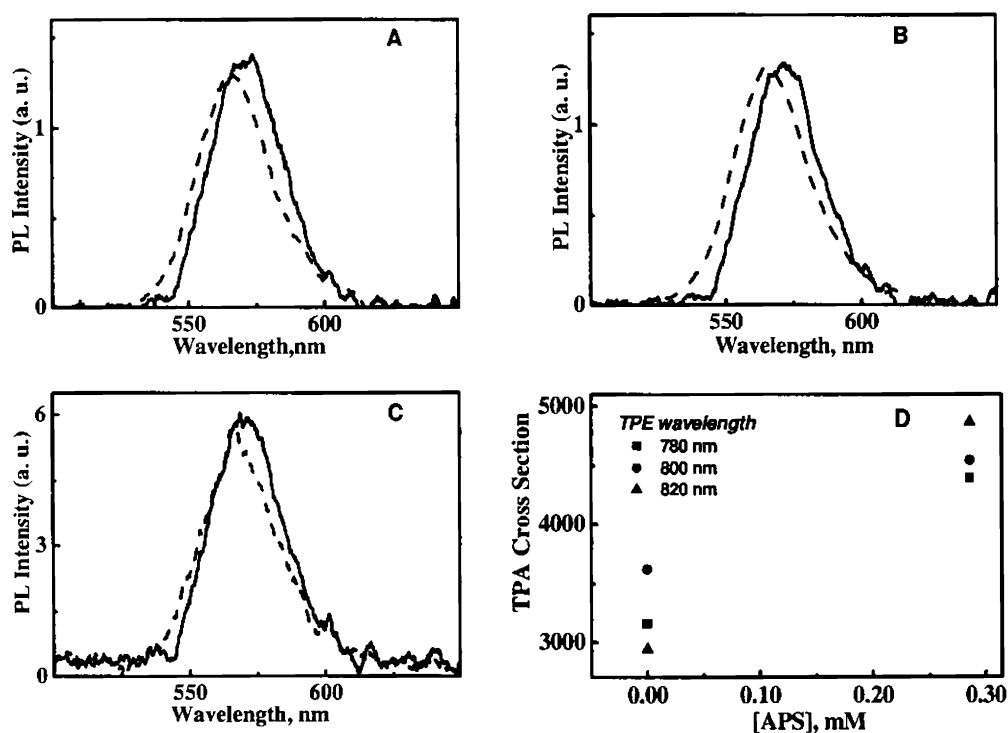 A
PL Intensity (a. u.)
1
0
550
600
Wavelength,nm
B
PL Intensity (a. u.)
1
0
550
600
Wavelength, nm
C
PL Intensity (a. u.)
6
3
0
550
600
Wavelength, nm
D
TPE wavelength
780 nm
800 nm
820 nm
TPA Cross Section
5000
4000
3000
0.00
0.10
0.20
0.30
[APS], mM